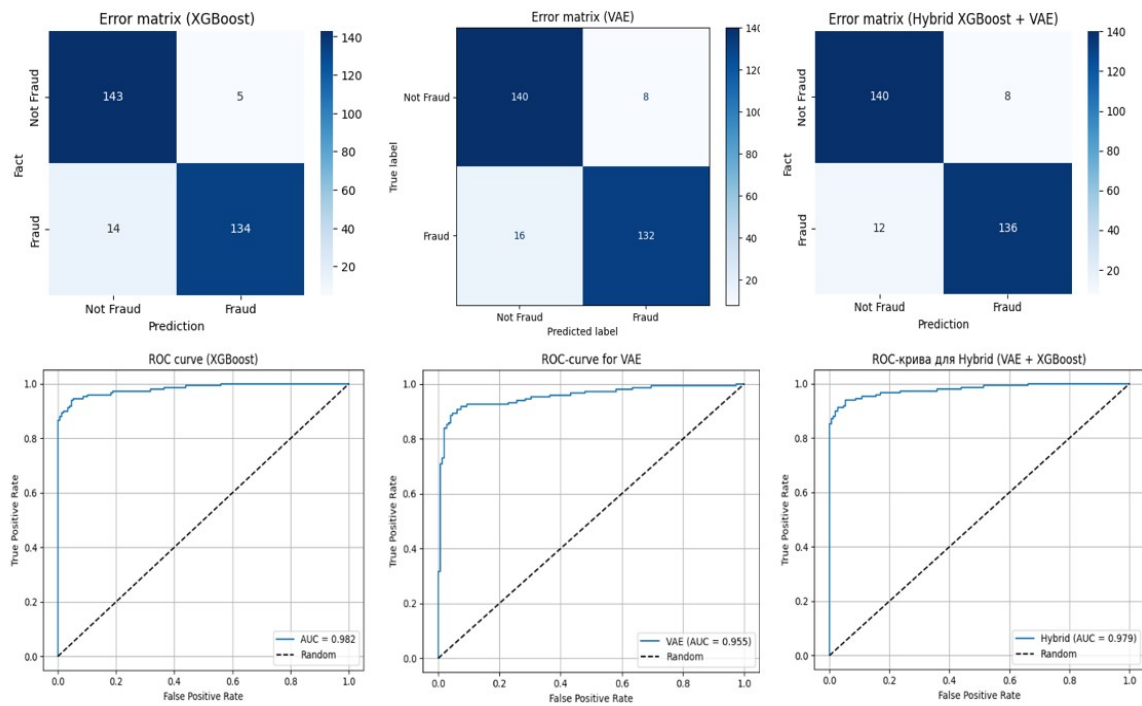 Error matrix (XGBoost)
Not Fraud
Fraud
Fact
143
5
14
134
Not Fraud
Fraud
Prediction
140
120
100
80
60
40
20
Error matrix (VAE)
Not Fraud
Fraud
True label
140
8
16
132
Not Fraud
Fraud
Predicted label
140
120
100
80
60
40
20
Error matrix (Hybrid XGBoost + VAE)
Not Fraud
Fraud
140
8
12
136
Not Fraud
Fraud
Prediction
140
120
100
80
60
40
20
ROC curve (XGBoost)
True Positive Rate
1.0
0.8
0.6
0.4
0.2
0.0
0.0
0.2
0.4
0.6
0.8
1.0
False Positive Rate
AUC = 0.982
Random
ROC-curve for VAE
True Positive Rate
1.0
0.8
0.6
0.4
0.2
0.0
0.0
0.2
0.4
0.6
0.8
1.0
False Positive Rate
VAE (AUC = 0.955)
Random
ROC-крива для Hybrid (VAE + XGBoost)
True Positive Rate
1.0
0.8
0.6
0.4
0.2
0.0
0.0
0.2
0.4
0.6
0.8
1.0
False Positive Rate
Hybrid (AUC = 0.979)
Random